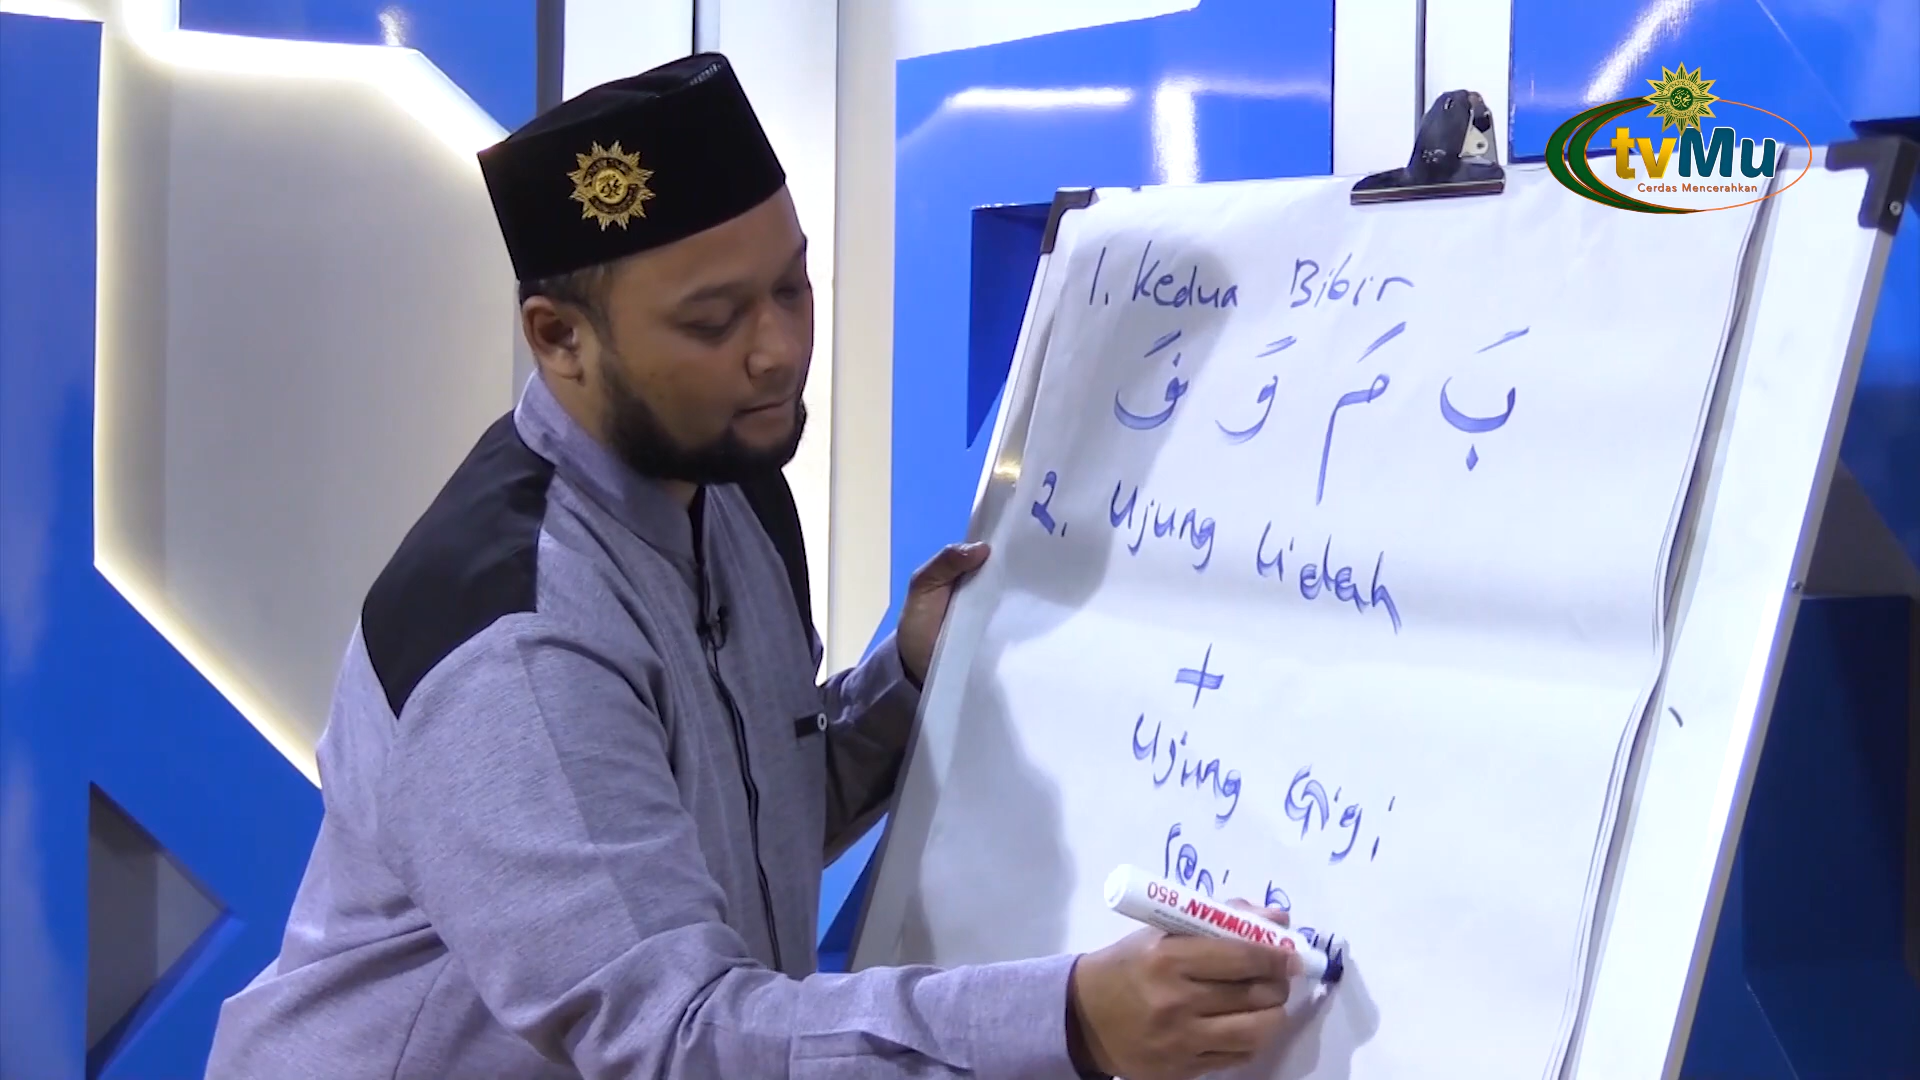 tvMu
Cerdas Mencerahkan
1. Kedua Bibir
بَ مَ وَ فَ
2. Ujung Lidah
+
Ujung Gigi
SNOWMAN 850